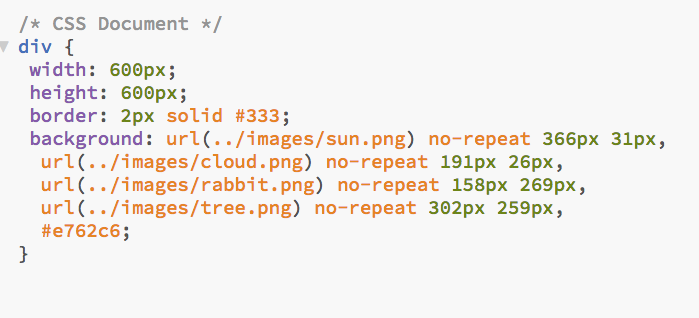 /* CSS Document */
div {
width: 600px;
height: 600px;
border: 2px solid #333;
background: url(../images/sun.png) no-repeat 366px 31px,
url(../images/cloud.png) no-repeat 191px 26px,
url(../images/rabbit.png) no-repeat 158px 269px,
url(../images/tree.png) no-repeat 302px 259px,
#e762c6;
}